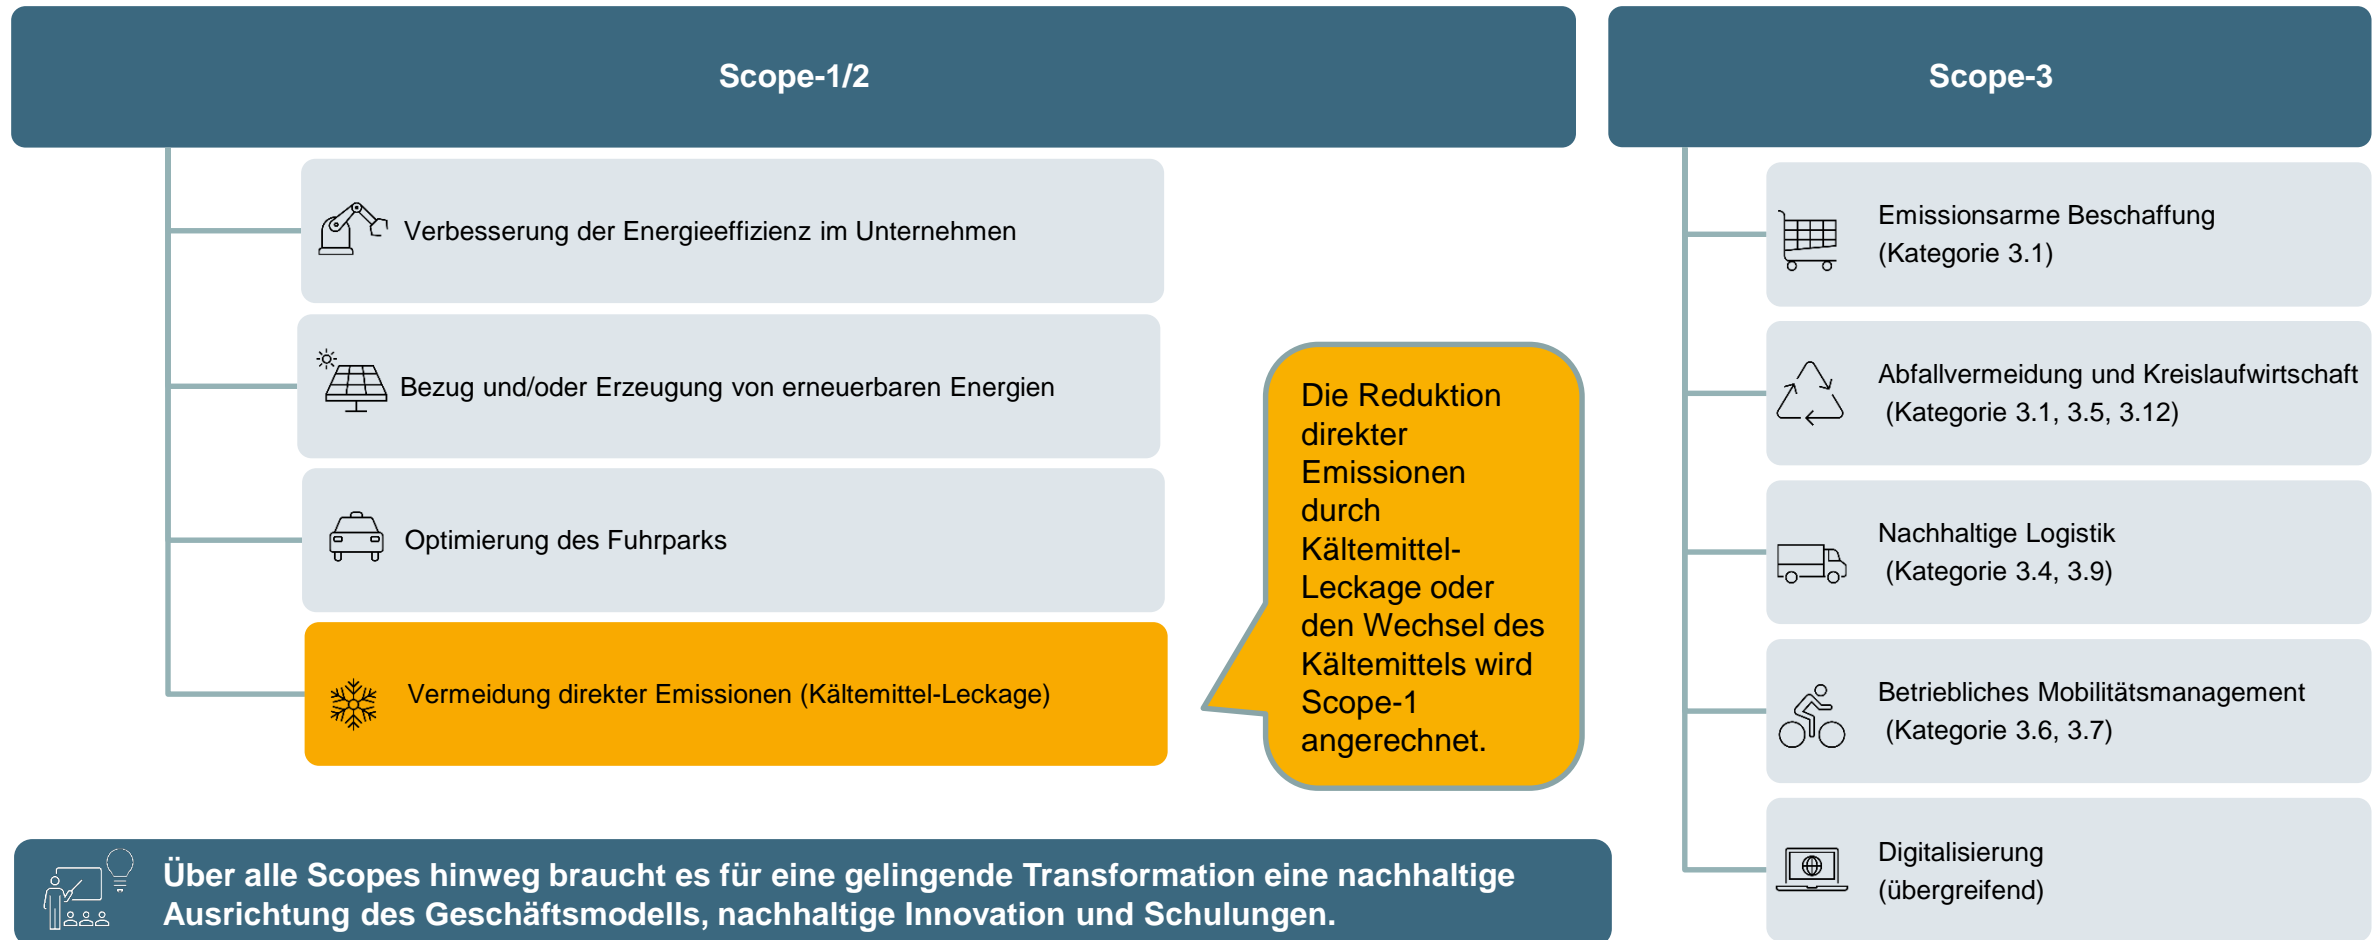 Scope-1/2
Verbesserung der Energieeffizienz im Unternehmen
Bezug und/oder Erzeugung von erneuerbaren Energien
Optimierung des Fuhrparks
Vermeidung direkter Emissionen (Kältemittel-Leckage)
Die Reduktion
direkter
Emissionen
durch
Kältemittel-
Leckage oder
den Wechsel des
Kältemittels wird
Scope-1
angerechnet.
Scope-3
Emissionsarme Beschaffung
(Kategorie 3.1)
Abfallvermeidung und Kreislaufwirtschaft
(Kategorie 3.1, 3.5, 3.12)
Nachhaltige Logistik
(Kategorie 3.4, 3.9)
Betriebliches Mobilitätsmanagement
(Kategorie 3.6, 3.7)
Digitalisierung
(übergreifend)
Über alle Scopes hinweg braucht es für eine gelingende Transformation eine nachhaltige
Ausrichtung des Geschäftsmodells, nachhaltige Innovation und Schulungen.